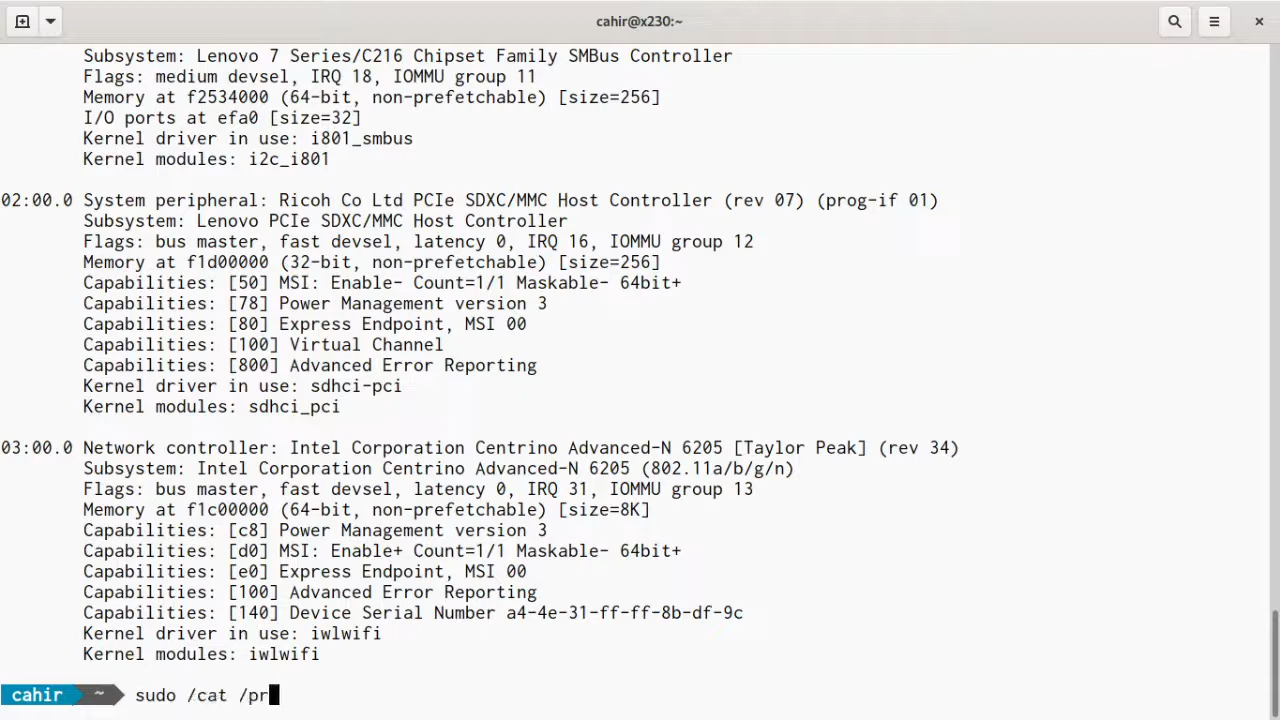 cahir@x230:~
Subsystem: Lenovo 7 Series/C216 Chipset Family SMBus Controller
Flags: medium devsel, IRQ 18, IOMMU group 11
Memory at f2534000 (64-bit, non-prefetchable) [size=256]
I/O ports at efa0 [size=32]
Kernel driver in use: i801_smbus
Kernel modules: i2c_i801
02:00.0 System peripheral: Ricoh Co Ltd PCIe SDXC/MMC Host Controller (rev 07) (prog-if 01)
Subsystem: Lenovo PCIe SDXC/MMC Host Controller
Flags: bus master, fast devsel, latency 0, IRQ 16, IOMMU group 12
Memory at f1d00000 (32-bit, non-prefetchable) [size=256]
Capabilities: [50] MSI: Enable- Count=1/1 Maskable- 64bit+
Capabilities: [78] Power Management version 3
Capabilities: [80] Express Endpoint, MSI 00
Capabilities: [100] Virtual Channel
Capabilities: [800] Advanced Error Reporting
Kernel driver in use: sdhci-pci
Kernel modules: sdhci_pci
03:00.0 Network controller: Intel Corporation Centrino Advanced-N 6205 [Taylor Peak] (rev 34)
Subsystem: Intel Corporation Centrino Advanced-N 6205 (802.11a/b/g/n)
Flags: bus master, fast devsel, latency 0, IRQ 31, IOMMU group 13
Memory at f1c00000 (64-bit, non-prefetchable) [size=8K]
Capabilities: [c8] Power Management version 3
Capabilities: [d0] MSI: Enable+ Count=1/1 Maskable- 64bit+
Capabilities: [e0] Express Endpoint, MSI 00
Capabilities: [100] Advanced Error Reporting
Capabilities: [140] Device Serial Number a4-4e-31-ff-ff-8b-df-9c
Kernel driver in use: iwlwifi
Kernel modules: iwlwifi
cahir ~ sudo /cat /pr